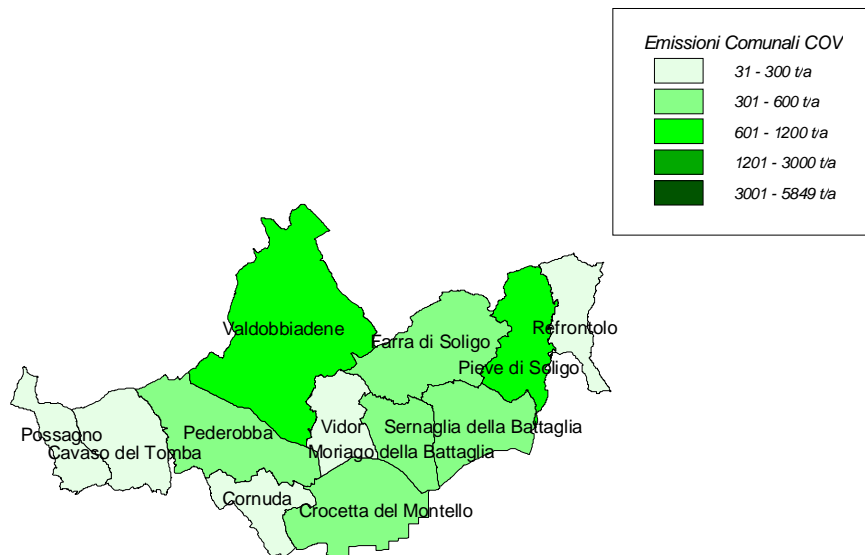 Emissioni Comunali COV
31 - 300 t/a
301 - 600 t/a
601 - 1200 t/a
1201 - 3000 t/a
3001 - 5849 t/a
Valdobbiadene
Refrontolo
Farra di Soligo
Pieve di Soligo
Possagno
Pederobba
Vidor
Sernaglia della Battaglia
Cavaso del Tomba
Moriago della Battaglia
Cornuda
Crocetta del Montello